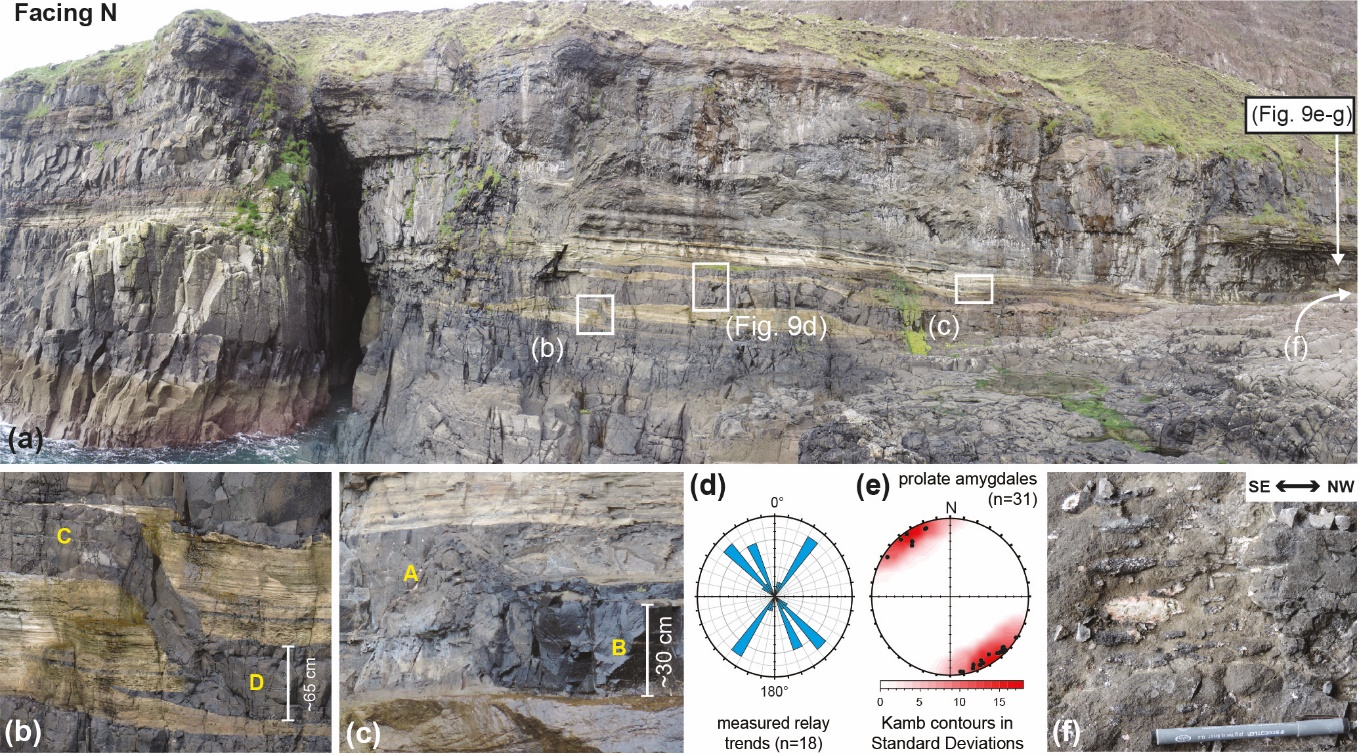 Facing N
(Fig. 9e-g)
(b)
(Fig. 9d)
(c)
(f)
(a)
C
D
~65 cm
(b)
A
B
~30 cm
(c)
(d)
0°
180°
measured relay
trends (n=18)
(e)
prolate amygdales
(n=31)
N
0 5 10 15
Kamb contours in
Standard Deviations
SE NW
(f)